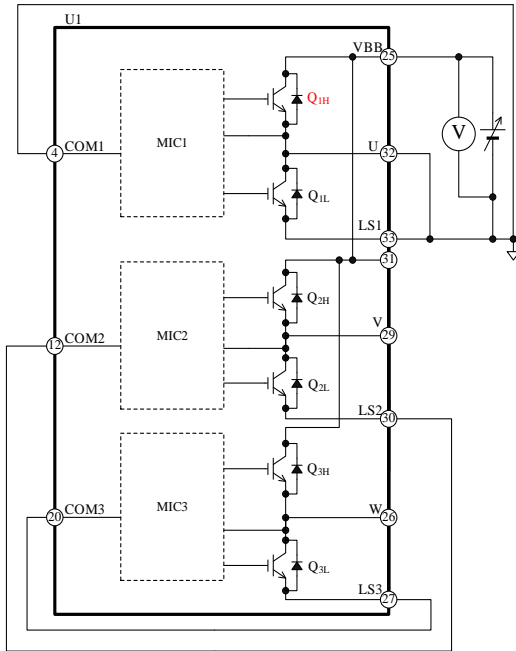 U1
VBB 25
Q1H
V
4 COM1
MIC1
U 32
Q1L
LS1
33
31
Q2H
12 COM2
MIC2
V 29
Q2L
LS2 30
Q3H
20 COM3
MIC3
W 26
Q3L
LS3 27